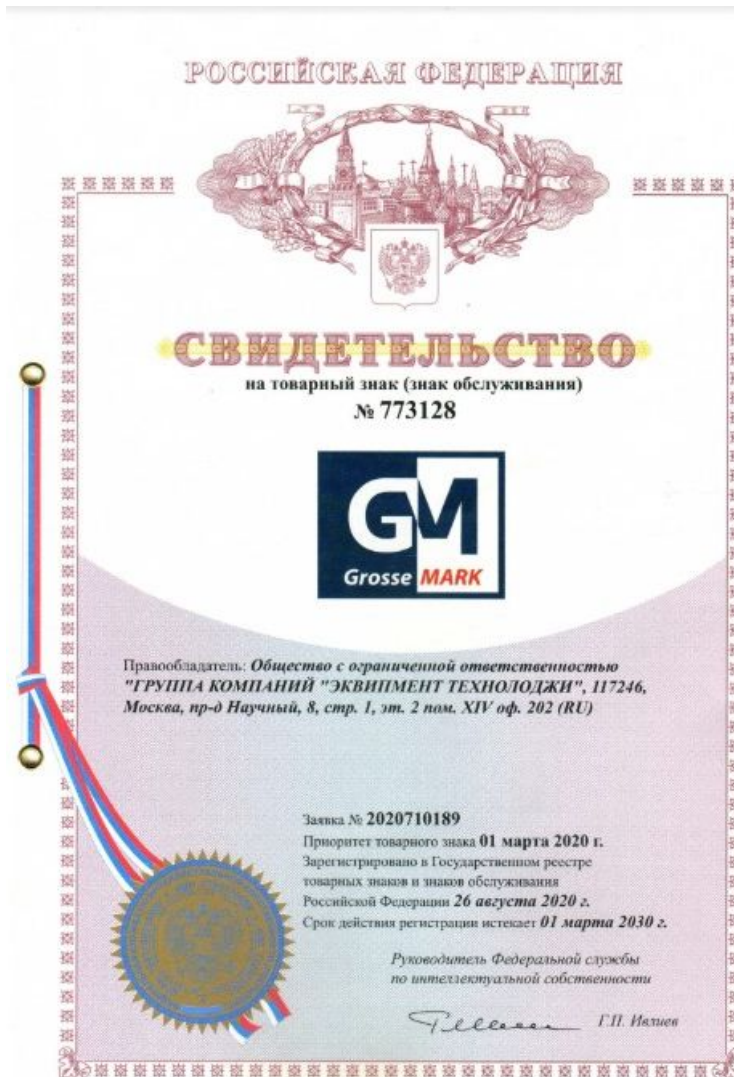 РОССИЙСКАЯ ФЕДЕРАЦИЯ
СВИДЕТЕЛЬСТВО
на товарный знак (знак обслуживания)
№ 773128
GM
Grosse MARK
Правообладатель: Общество с ограниченной ответственностью
"ГРУППА КОМПАНИЙ "ЭКВИПМЕНТ ТЕХНОЛОДЖИ", 117246,
Москва, пр-д Научный, 8, стр. 1, эт. 2 пом. XIV оф. 202 (RU)
Заявка № 2020710189
Приоритет товарного знака 01 марта 2020 г.
Зарегистрировано в Государственном реестре
товарных знаков и знаков обслуживания
Российской Федерации 26 августа 2020 г.
Срок действия регистрации истекает 01 марта 2030 г.
Руководитель Федеральной службы
по интеллектуальной собственности
Г.П. Ивлиев